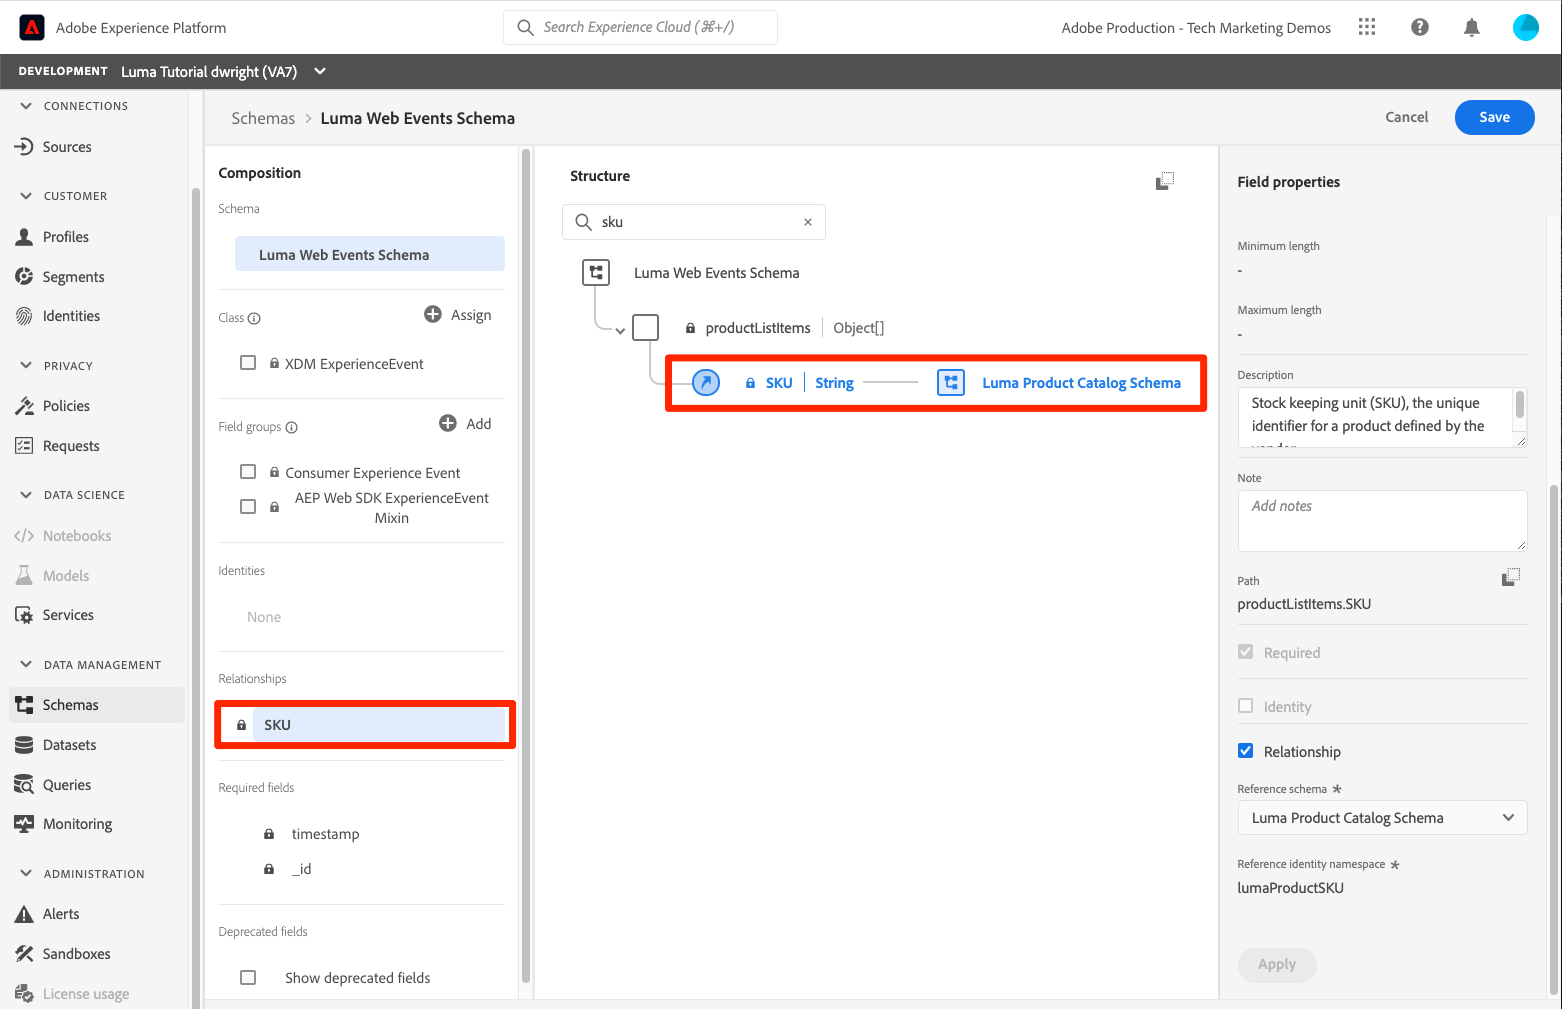 Adobe Experience Platform
Search Experience Cloud (⌘+/)
Adobe Production - Tech Marketing Demos
DEVELOPMENT Luma Tutorial dwright (VA7)
CONNECTIONS
Sources
CUSTOMER
Profiles
Segments
Identities
PRIVACY
Policies
Requests
DATA SCIENCE
Notebooks
Models
Services
DATA MANAGEMENT
Schemas
Datasets
Queries
Monitoring
ADMINISTRATION
Alerts
Sandboxes
License usage
Schemas > Luma Web Events Schema
Cancel
Save
Composition
Schema
Luma Web Events Schema
Class
Assign
XDM ExperienceEvent
Field groups
Add
Consumer Experience Event
AEP Web SDK ExperienceEvent
Mixin
Identities
None
Relationships
SKU
Required fields
timestamp
_id
Deprecated fields
Show deprecated fields
Structure
sku
Luma Web Events Schema
productListItems | Object[]
SKU | String
Luma Product Catalog Schema
Field properties
Minimum length
-
Maximum length
-
Description
Stock keeping unit (SKU), the unique
identifier for a product defined by the
Note
Add notes
Path
productListItems.SKU
Required
Identity
Relationship
Reference schema *
Luma Product Catalog Schema
Reference identity namespace *
lumaProductSKU
Apply